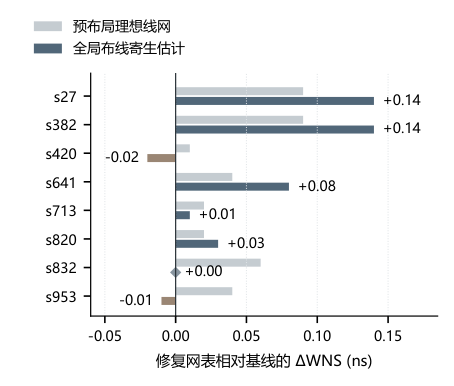 预布局理想线网
全局布线寄生估计
s27 +0.14
s382 +0.14
s420 -0.02
s641 +0.08
s713 +0.01
s820 +0.03
s832 +0.00
s953 -0.01
-0.05 0.00 0.05 0.10 0.15
修复网表相对基线的 ΔWNS (ns)